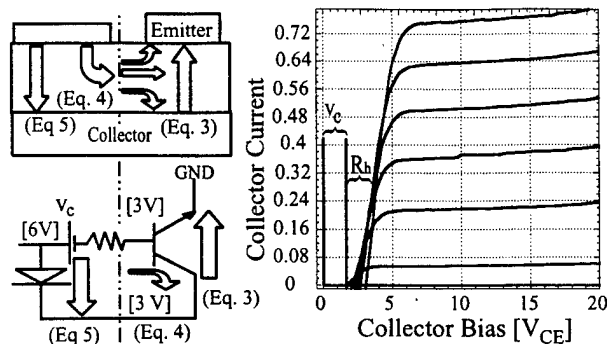 Emitter
(Eq. 4)
(Eq 5)
Collector
(Eq. 3)
GND
V_C
[3V]
[6V]
[3 V]
(Eq. 3)
(Eq 5)
(Eq. 4)
Collector Current
0.72
0.64
0.56
0.48
0.4
0.32
0.24
0.16
0.08
0
V_C
R_h
0 5 10 15 20
Collector Bias [V_CE]